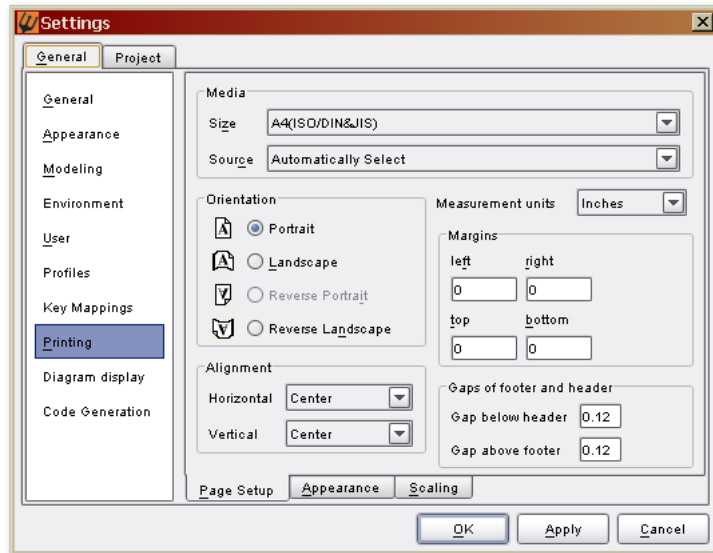 Settings
General Project
General
Appearance
Modeling
Environment
User
Profiles
Key Mappings
Printing
Diagram display
Code Generation
Media
Size A4(ISO/DIN&JIS)
Source Automatically Select
Orientation
A Portrait
A Landscape
A Reverse Portrait
A Reverse Landscape
Alignment
Horizontal Center
Vertical Center
Measurement units Inches
Margins
left right
0 0
top bottom
0 0
Gaps of footer and header
Gap below header 0.12
Gap above footer 0.12
Page Setup Appearance Scaling
OK Apply Cancel